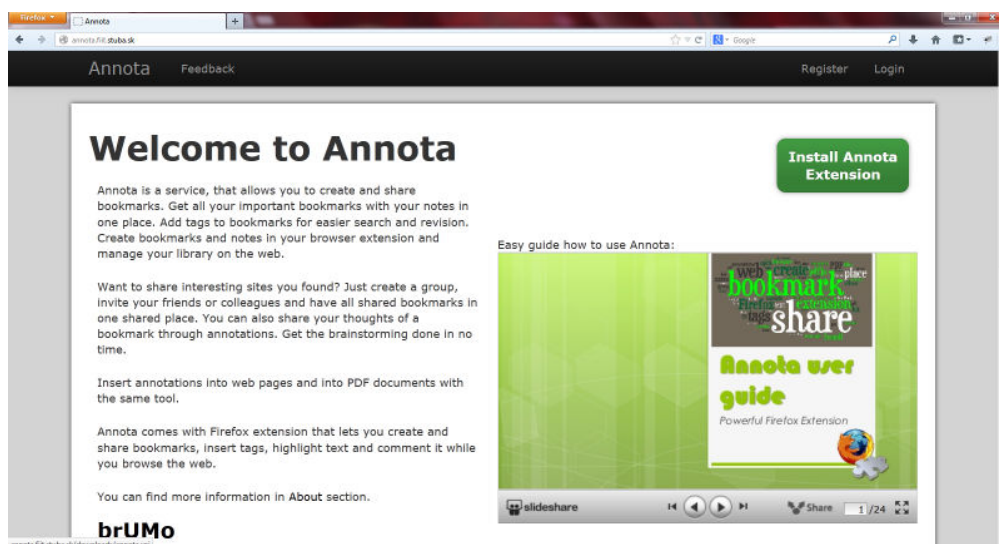 Firefox
Annota
annota.fiit.stuba.sk
Google
Annota
Feedback
Register
Login
Welcome to Annota
Install Annota
Extension
Annota is a service, that allows you to create and share
bookmarks. Get all your important bookmarks with your notes in
one place. Add tags to bookmarks for easier search and revision.
Create bookmarks and notes in your browser extension and
manage your library on the web.
Want to share interesting sites you found? Just create a group,
invite your friends or colleagues and have all shared bookmarks in
one shared place. You can also share your thoughts of a
bookmark through annotations. Get the brainstorming done in no
time.
Insert annotations into web pages and into PDF documents with
the same tool.
Annota comes with Firefox extension that lets you create and
share bookmarks, insert tags, highlight text and comment it while
you browse the web.
You can find more information in About section.
brUMo
Easy guide how to use Annota:
web create place
bookmark
Firefox extension
tags share
Annota user
guide
Powerful Firefox Extension
slideshare
Share
1 /24